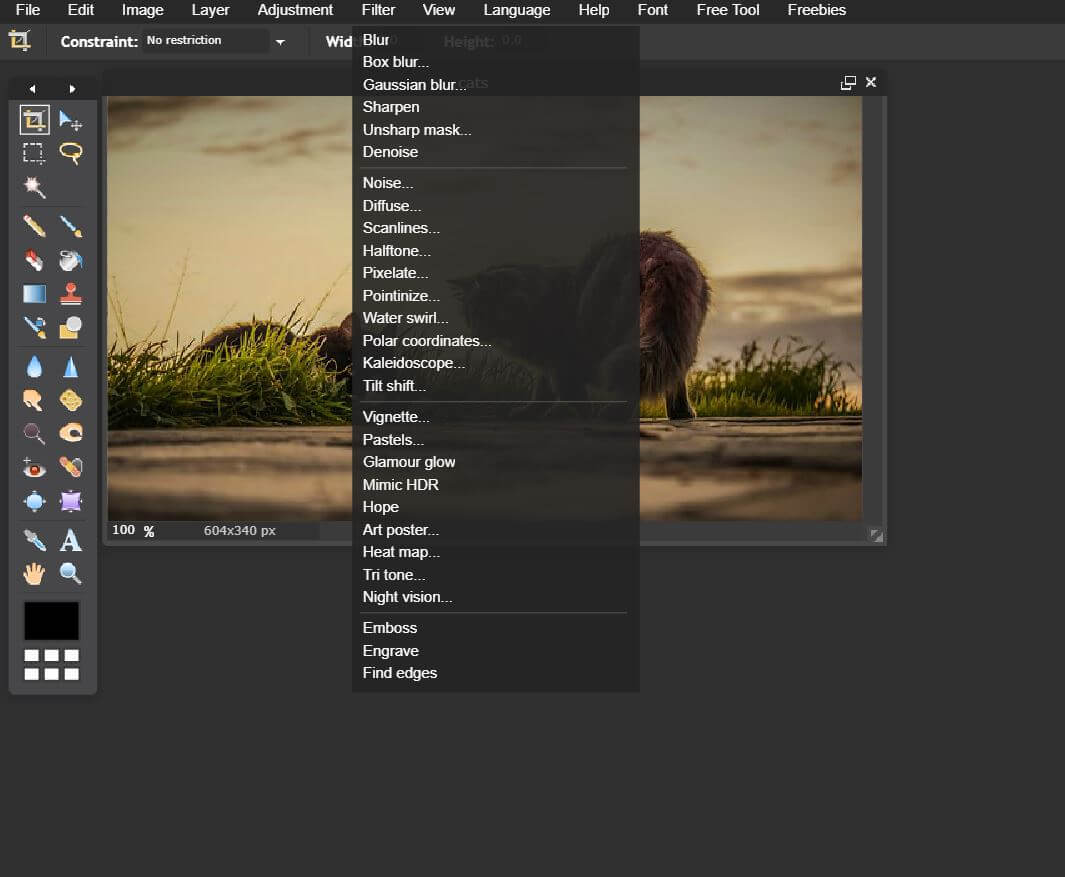 File Edit Image Layer Adjustment Filter View Language Help Font Free Tool Freebies
Constraint: No restriction Height: 0.0
Blur
Box blur...
Gaussian blur...
cats
Sharpen
Unsharp mask...
Denoise
Noise...
Diffuse...
Scanlines...
Halftone...
Pixelate...
Pointinize...
Water swirl...
Polar coordinates...
Kaleidoscope...
Tilt shift...
Vignette...
Pastels...
Glamour glow
Mimic HDR
Hope
Art poster...
Heat map...
Tri tone...
Night vision...
Emboss
Engrave
Find edges
100 % 604x340 px